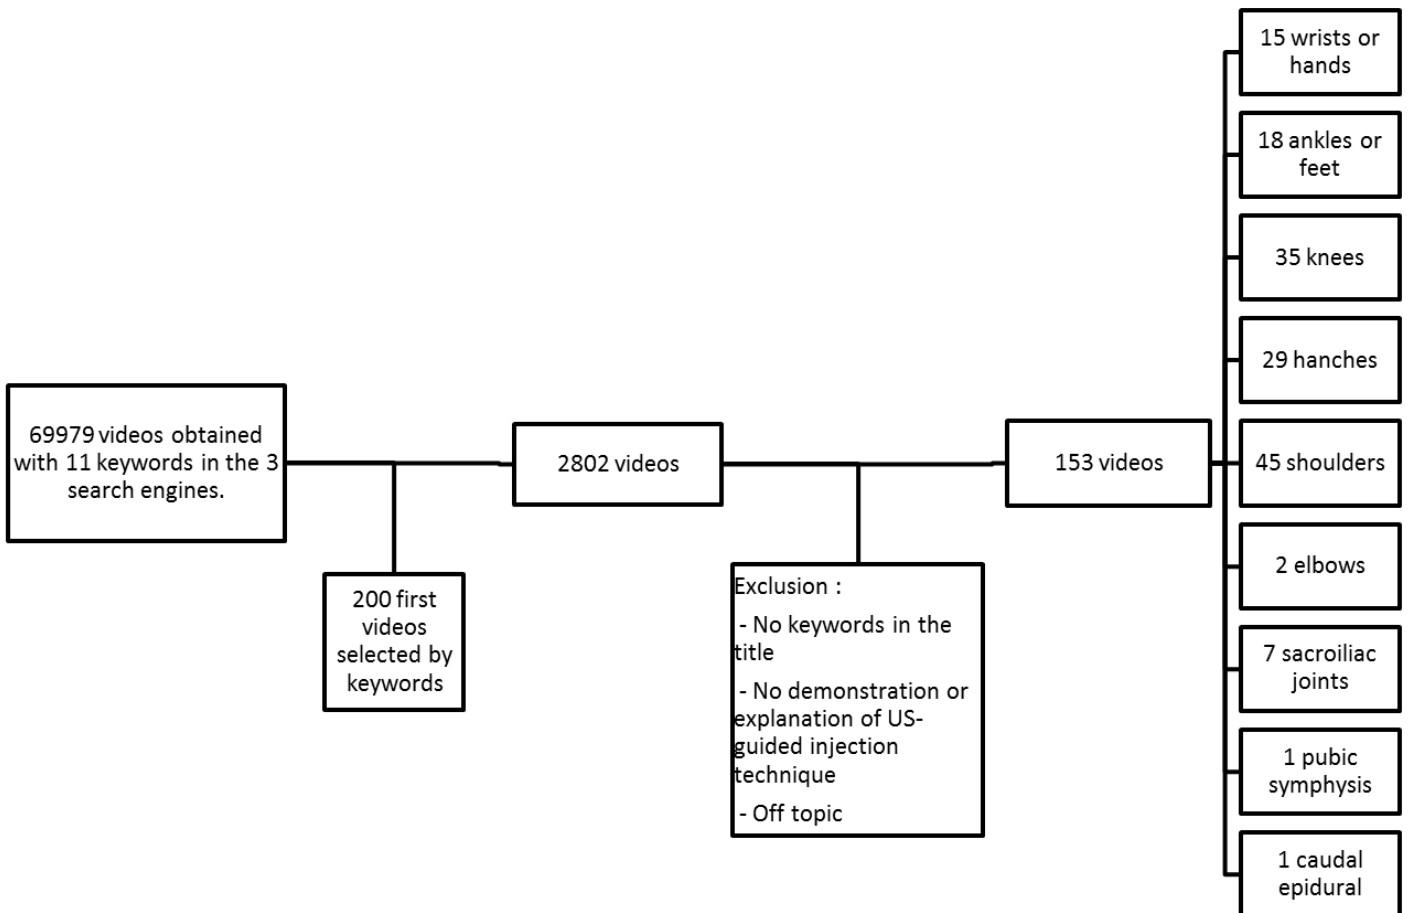 69979 videos obtained
with 11 keywords in the 3
search engines.
200 first
videos
selected by
keywords
2802 videos
Exclusion :
- No keywords in the
title
- No demonstration or
explanation of US-
guided injection
technique
- Off topic
153 videos
15 wrists or
hands
18 ankles or
feet
35 knees
29 hanches
45 shoulders
2 elbows
7 sacroiliac
joints
1 pubic
symphysis
1 caudal
epidural